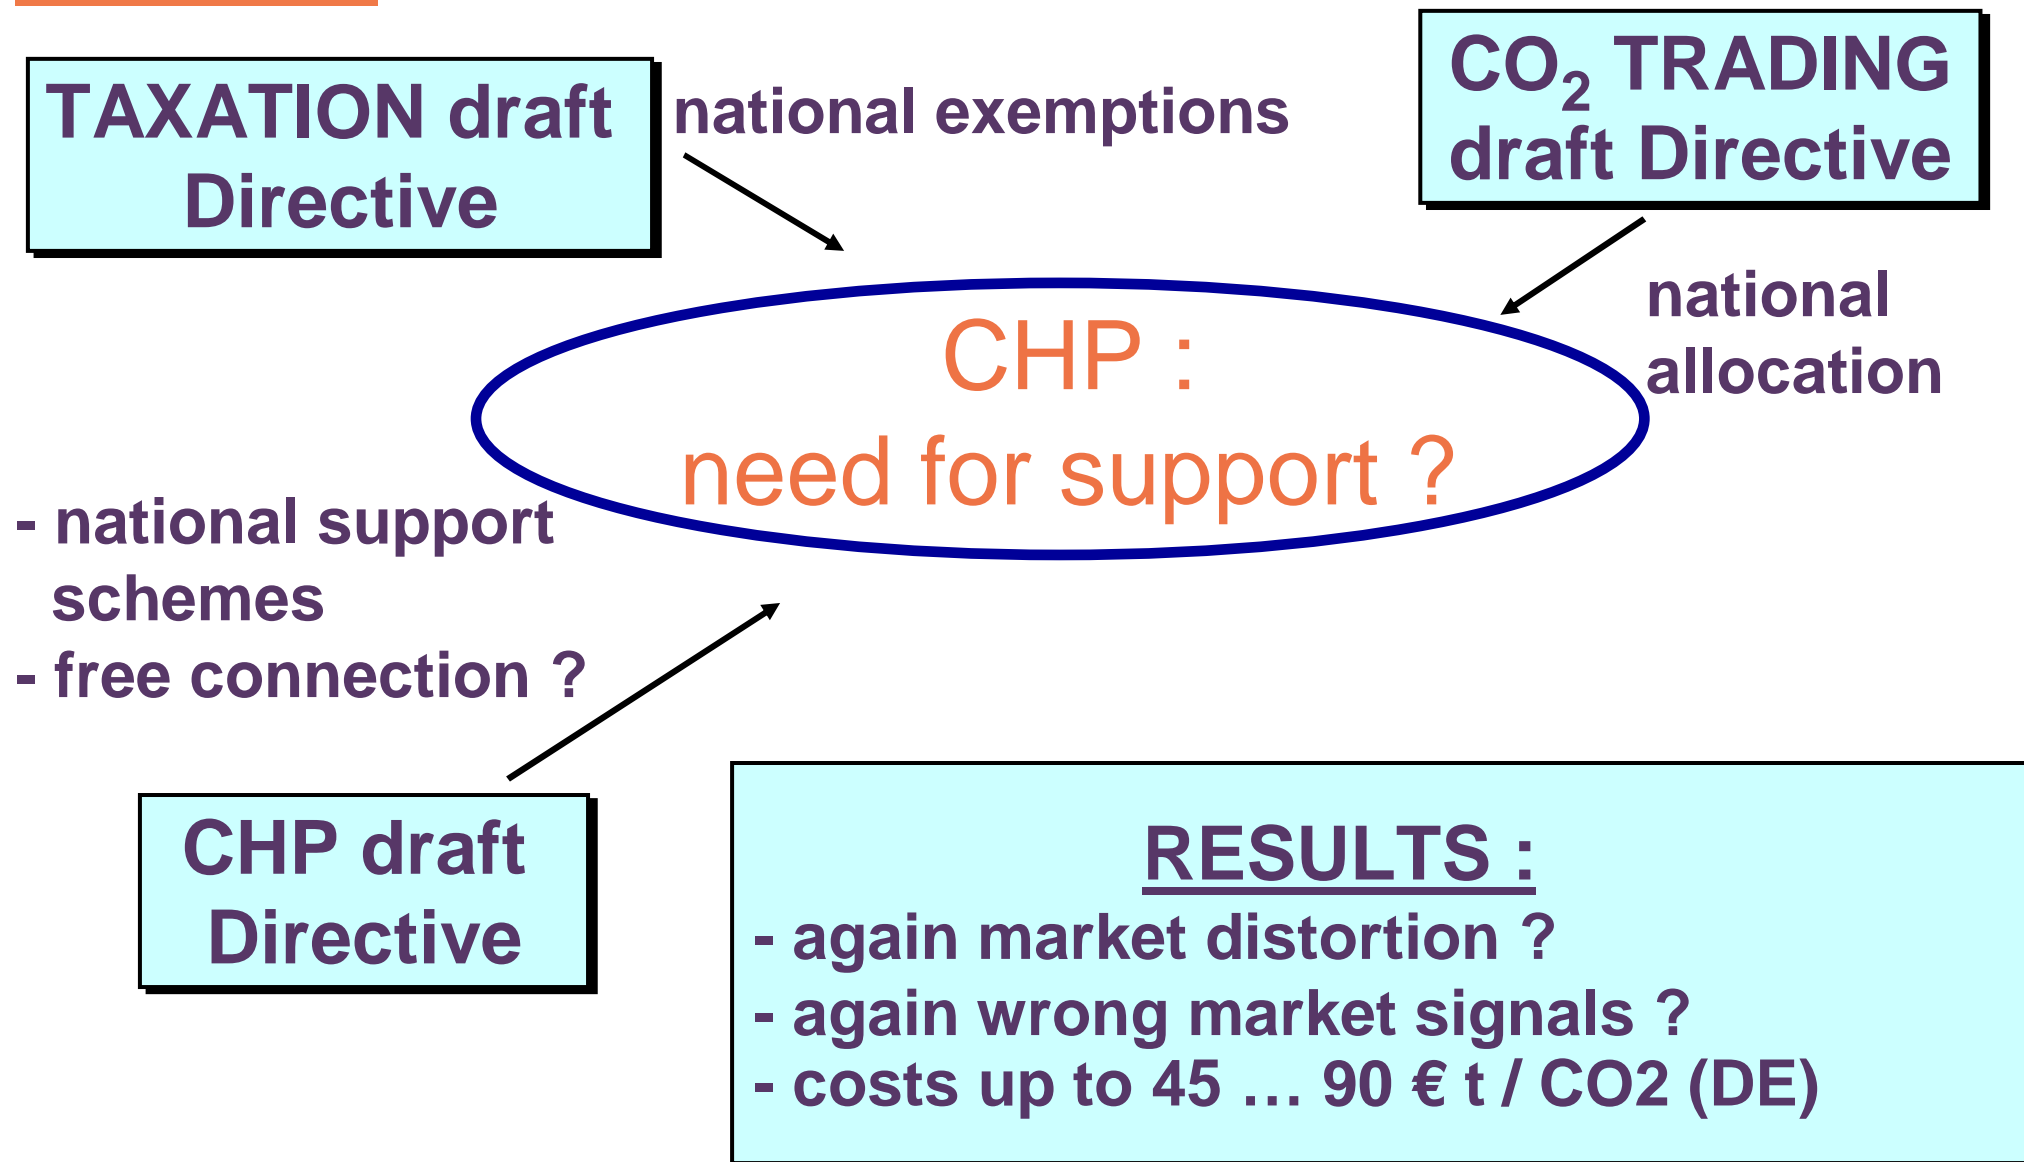 TAXATION draft
Directive
national exemptions
CO₂ TRADING
draft Directive
national
allocation
CHP :
need for support ?
- national support
schemes
- free connection ?
CHP draft
Directive
RESULTS :
- again market distortion ?
- again wrong market signals ?
- costs up to 45 … 90 € t / CO2 (DE)